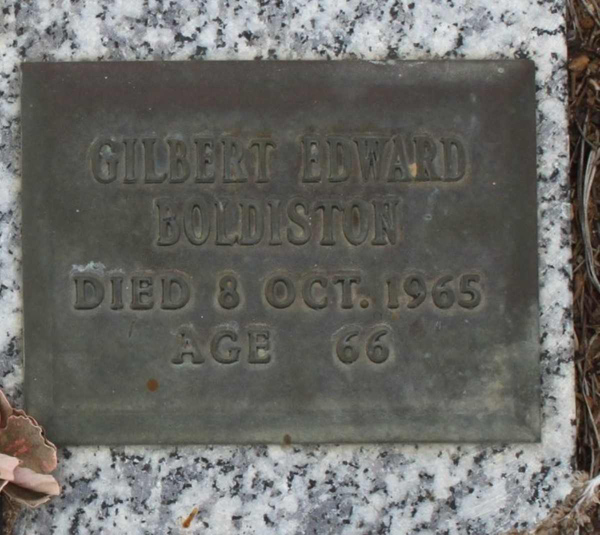 GILBERT EDWARD
BOLDISTON
DIED 8 OCT. 1965
AGE 66